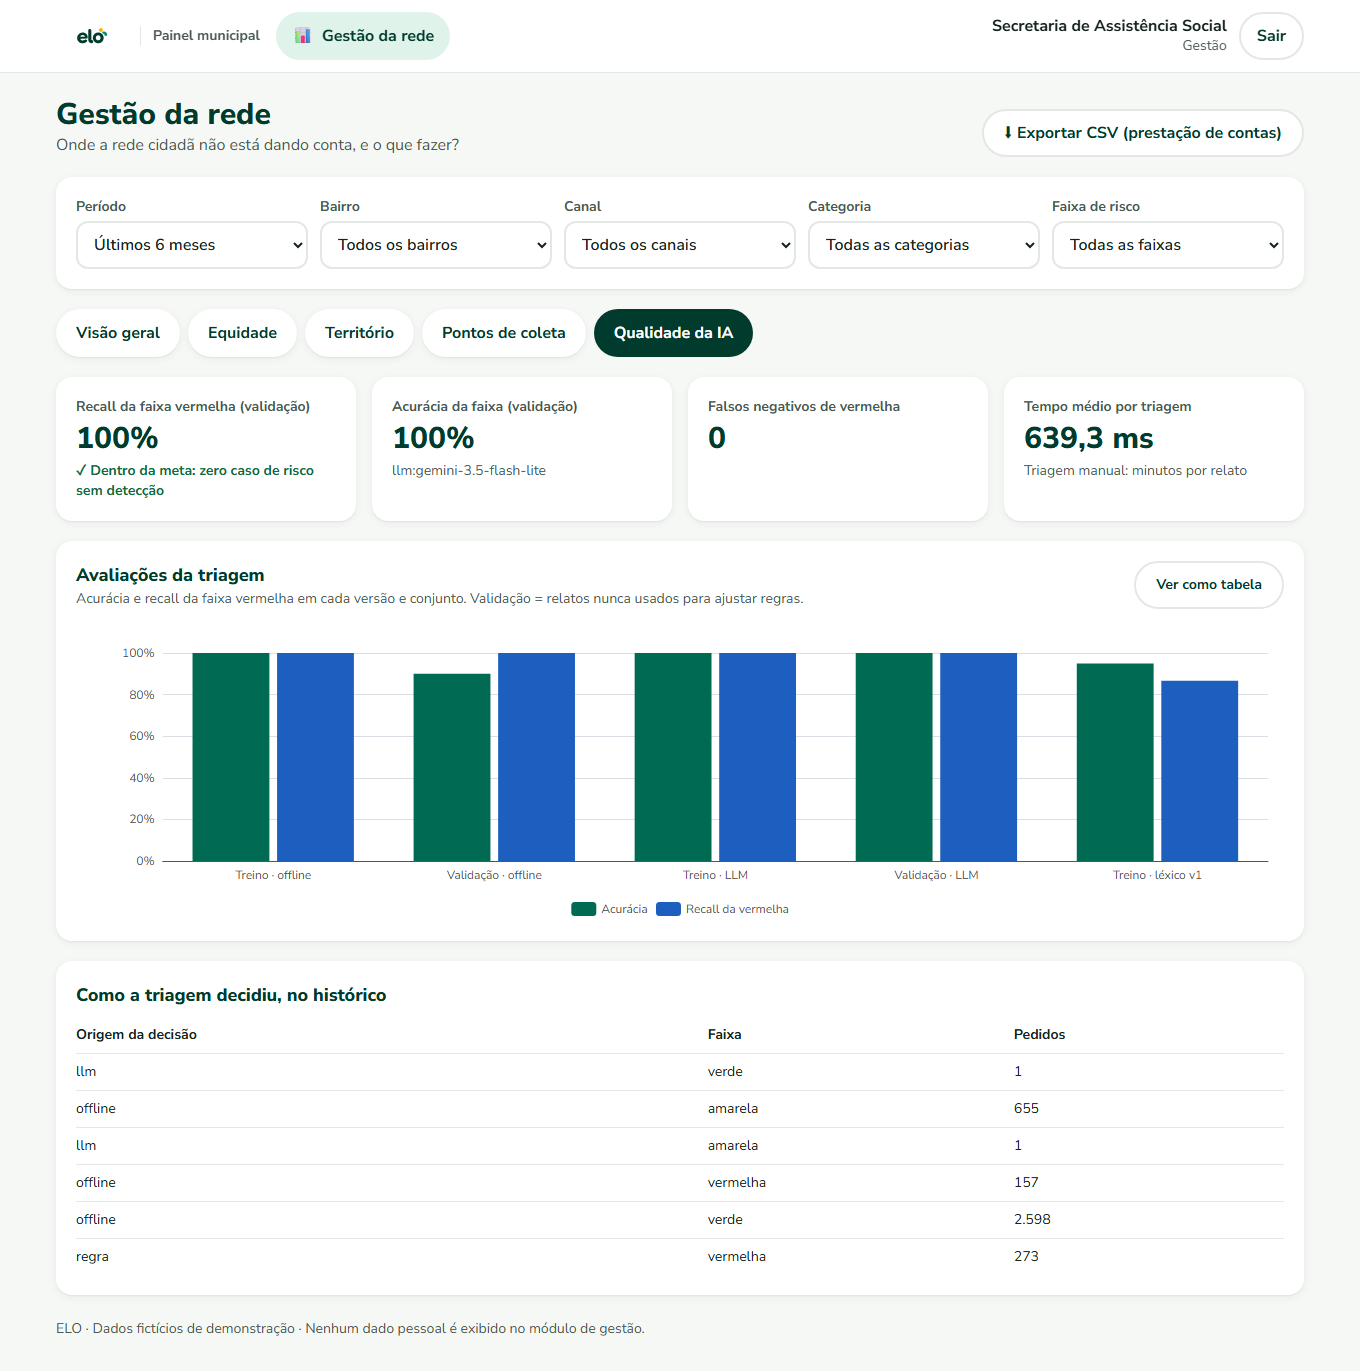 elo
Painel municipal
Gestão da rede
Secretaria de Assistência Social
Gestão
Sair
Gestão da rede
Onde a rede cidadã não está dando conta, e o que fazer?
⬇ Exportar CSV (prestação de contas)
Período
Bairro
Canal
Categoria
Faixa de risco
Últimos 6 meses
Todos os bairros
Todos os canais
Todas as categorias
Todas as faixas
Visão geral
Equidade
Território
Pontos de coleta
Qualidade da IA
Recall da faixa vermelha (validação)
100%
✓ Dentro da meta: zero caso de risco
sem detecção
Acurácia da faixa (validação)
100%
llm:gemini-3.5-flash-lite
Falsos negativos de vermelha
0
Tempo médio por triagem
639,3 ms
Triagem manual: minutos por relato
Avaliações da triagem
Acurácia e recall da faixa vermelha em cada versão e conjunto. Validação = relatos nunca usados para ajustar regras.
Ver como tabela
100%
80%
60%
40%
20%
0%
Treino · offline
Validação · offline
Treino · LLM
Validação · LLM
Treino · léxico v1
Acurácia
Recall da vermelha
Como a triagem decidiu, no histórico
Origem da decisão Faixa Pedidos
llm verde 1
offline amarela 655
llm amarela 1
offline vermelha 157
offline verde 2.598
regra vermelha 273
ELO · Dados fictícios de demonstração · Nenhum dado pessoal é exibido no módulo de gestão.